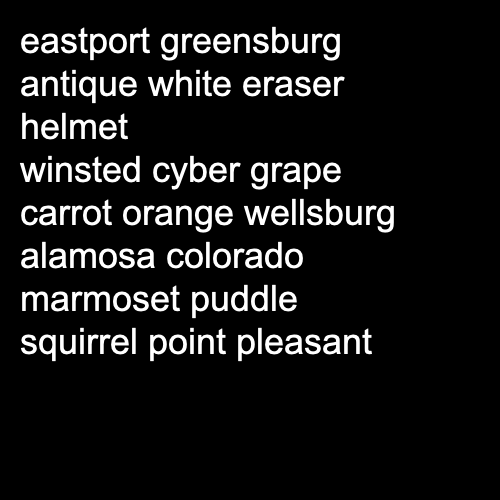 eastport greensburg
antique white eraser
helmet
winsted cyber grape
carrot orange wellsburg
alamosa colorado
marmoset puddle
squirrel point pleasant